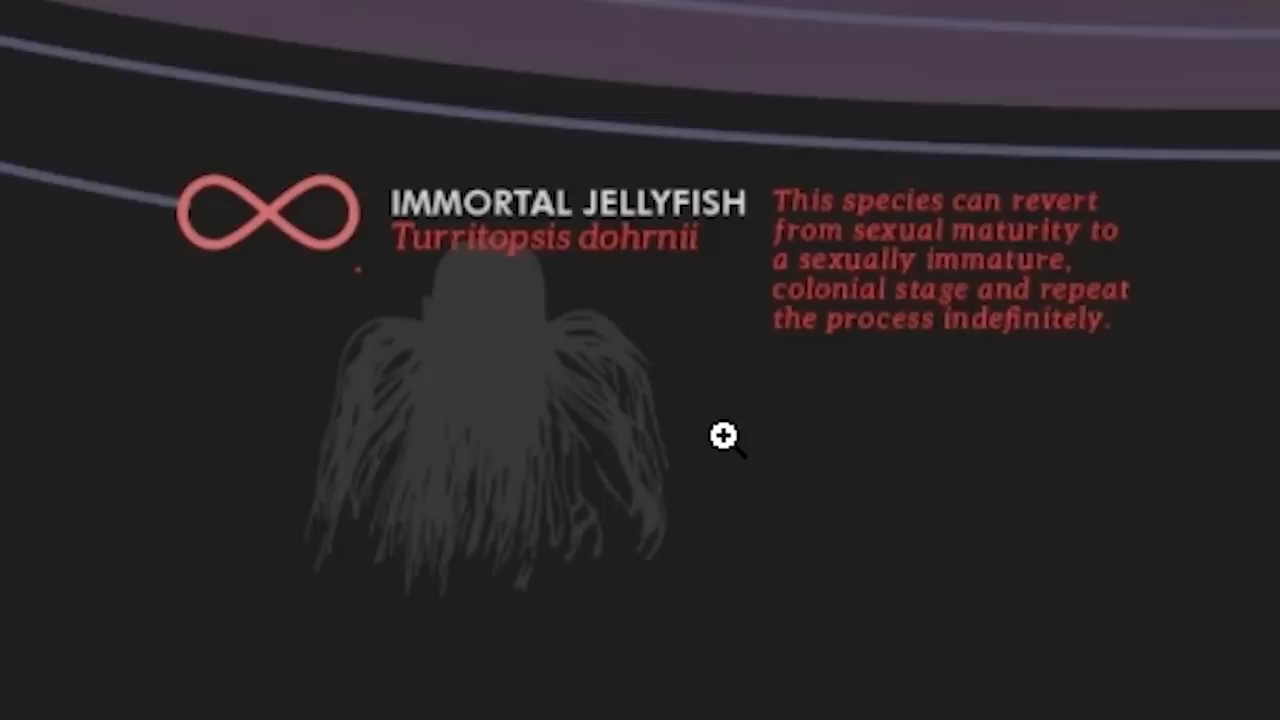 IMMORTAL JELLYFISH
Turritopsis dohrnii
This species can revert
from sexual maturity to
a sexually immature,
colonial stage and repeat
the process indefinitely.